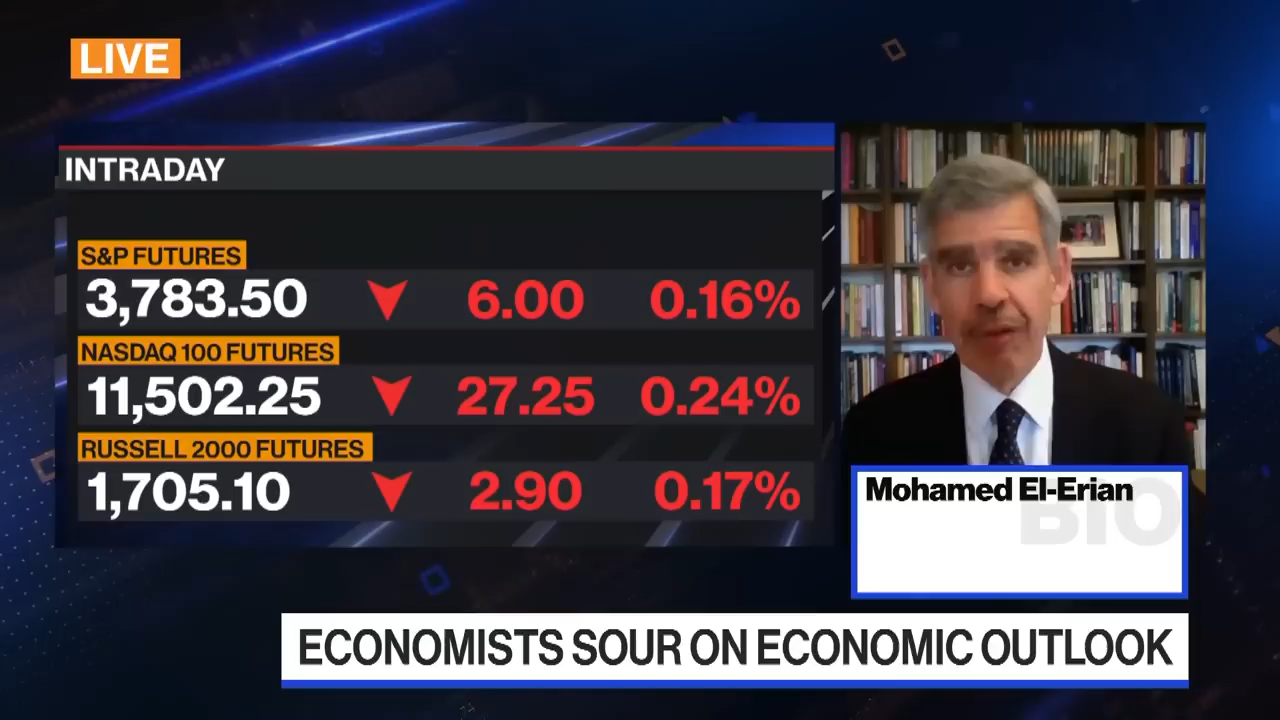 LIVE
INTRADAY
S&P FUTURES
3,783.50 6.00 0.16%
NASDAQ 100 FUTURES
11,502.25 27.25 0.24%
RUSSELL 2000 FUTURES
1,705.10 2.90 0.17%
Mohamed El-Erian
BIO
ECONOMISTS SOUR ON ECONOMIC OUTLOOK